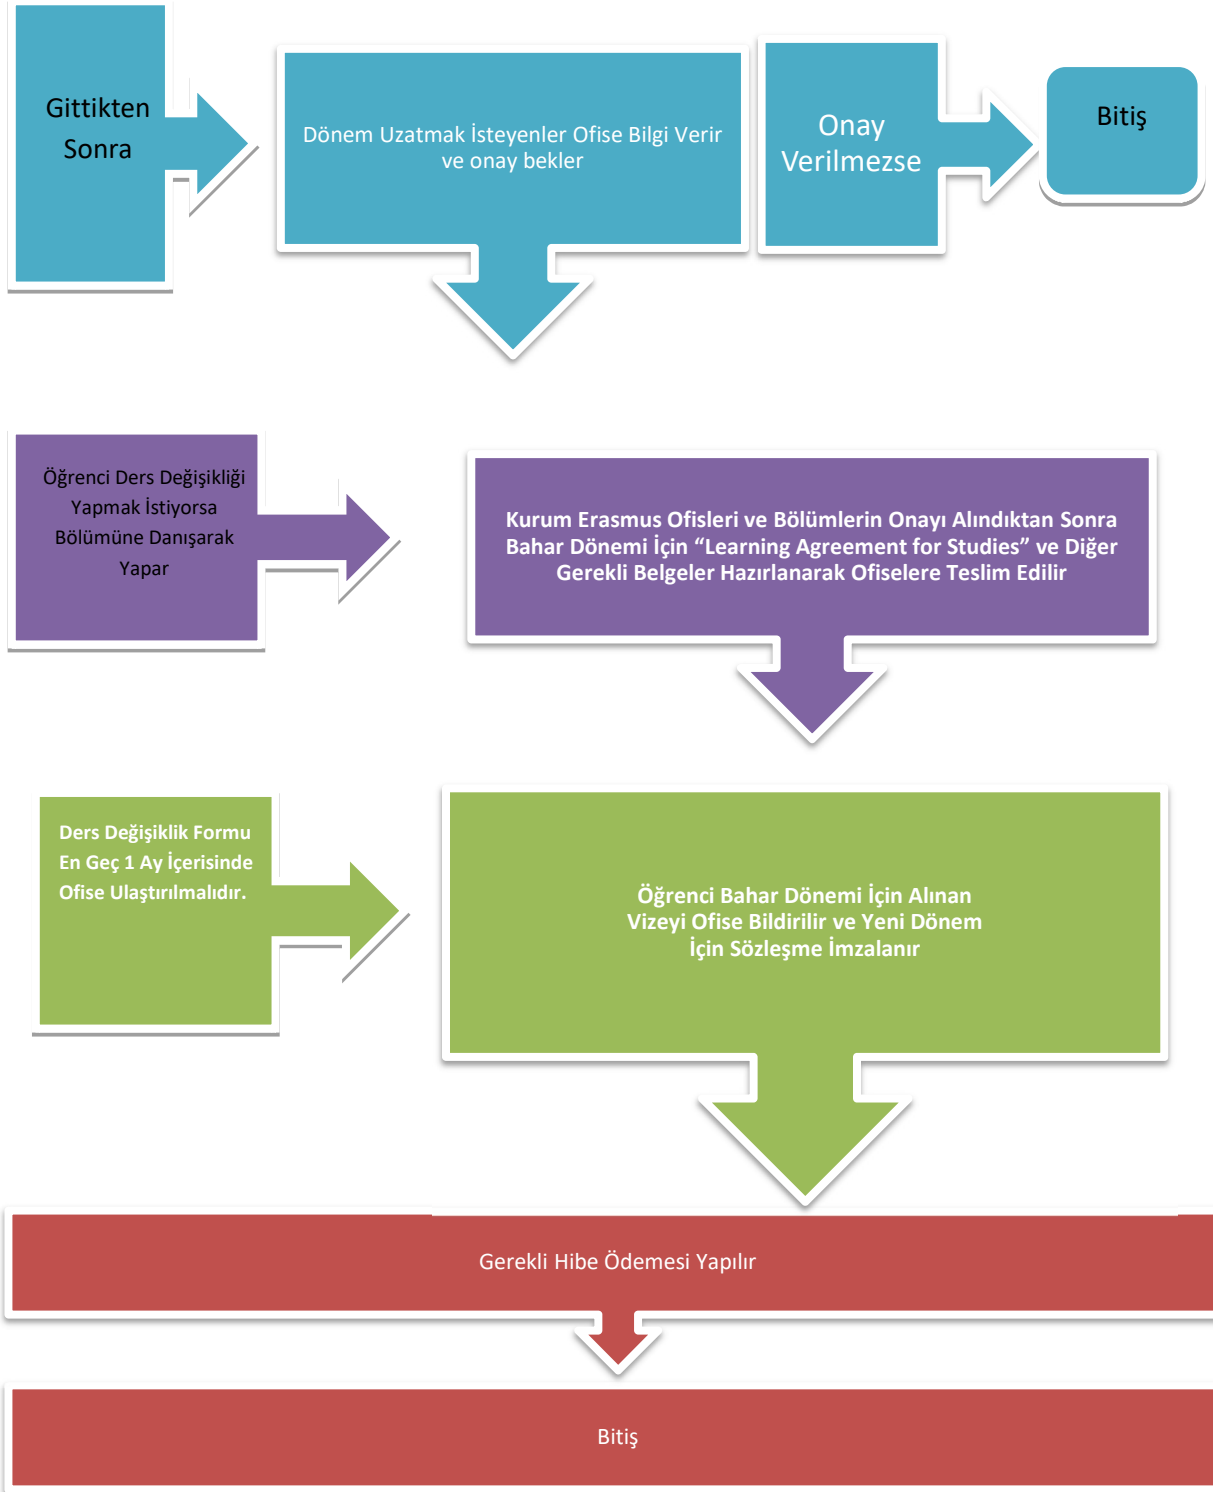 Gittikten
Sonra
Dönem Uzatmak İsteyenler Ofise Bilgi Verir
ve onay bekler
Onay
Verilmezse
Bitiş
Öğrenci Ders Değişikliği
Yapmak İstiyorsa
Bölümüne Danışarak
Yapar
Kurum Erasmus Ofisleri ve Bölümlerin Onayı Alındıktan Sonra
Bahar Dönemi İçin “Learning Agreement for Studies” ve Diğer
Gerekli Belgeler Hazırlanarak Ofiselere Teslim Edilir
Ders Değişiklik Formu
En Geç 1 Ay İçerisinde
Ofise Ulaştırılmalıdır.
Öğrenci Bahar Dönemi İçin Alınan
Vizeyi Ofise Bildirilir ve Yeni Dönem
İçin Sözleşme İmzalanır
Gerekli Hibe Ödemesi Yapılır
Bitiş